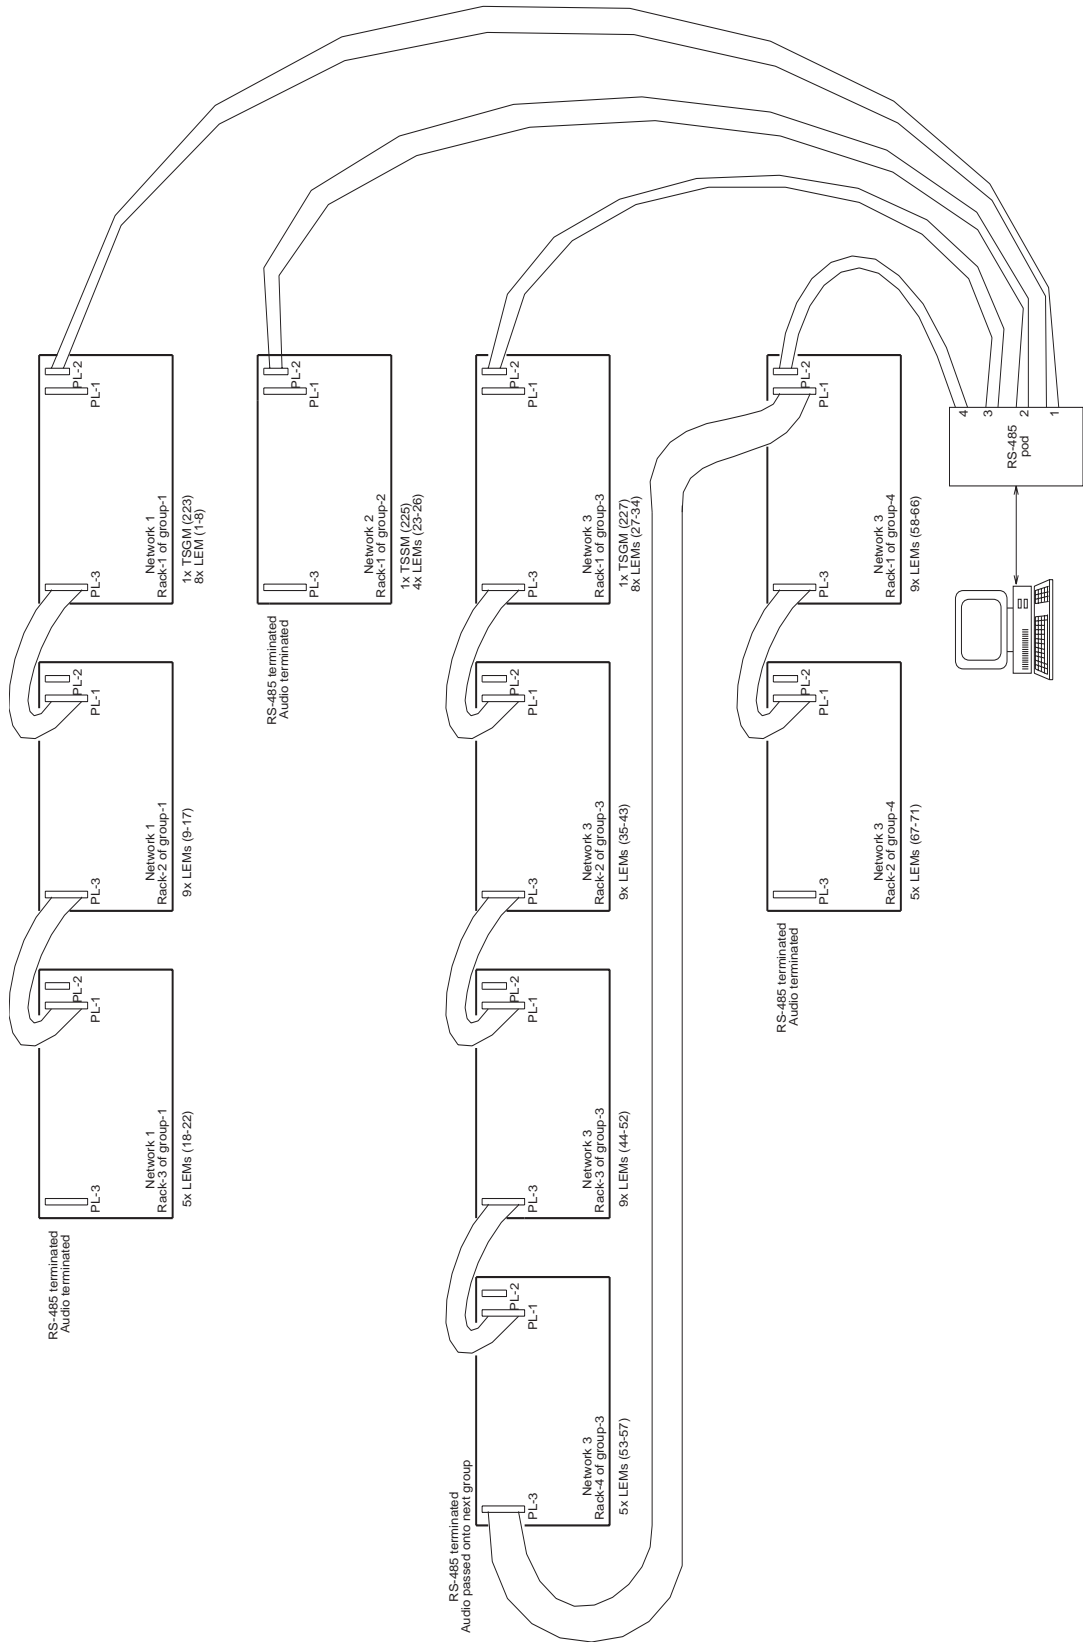 PL-2
PL-1
PL-3
Network 1
Rack-1 of group-1
1x TSGM (223)
8x LEM (1-8)
PL-2
PL-1
PL-3
Network 1
Rack-2 of group-1
9x LEMs (9-17)
PL-2
PL-1
PL-3
Network 1
Rack-3 of group-1
5x LEMs (18-22)
RS-485 terminated
Audio terminated
PL-2
PL-1
PL-3
Network 2
Rack-1 of group-2
1x TSSM (225)
4x LEMs (23-26)
RS-485 terminated
Audio terminated
PL-2
PL-1
PL-3
Network 3
Rack-1 of group-3
1x TSGM (227)
8x LEMs (27-34)
PL-2
PL-1
PL-3
Network 3
Rack-2 of group-3
9x LEMs (35-43)
PL-2
PL-1
PL-3
Network 3
Rack-3 of group-3
9x LEMs (44-52)
PL-2
PL-1
PL-3
Network 3
Rack-4 of group-3
5x LEMs (53-57)
RS-485 terminated
Audio passed onto next group
PL-2
PL-1
PL-3
Network 3
Rack-1 of group-4
9x LEMs (58-66)
PL-2
PL-1
PL-3
Network 3
Rack-2 of group-4
5x LEMs (67-71)
RS-485 terminated
Audio terminated
4
3
2
1
RS-485
pod